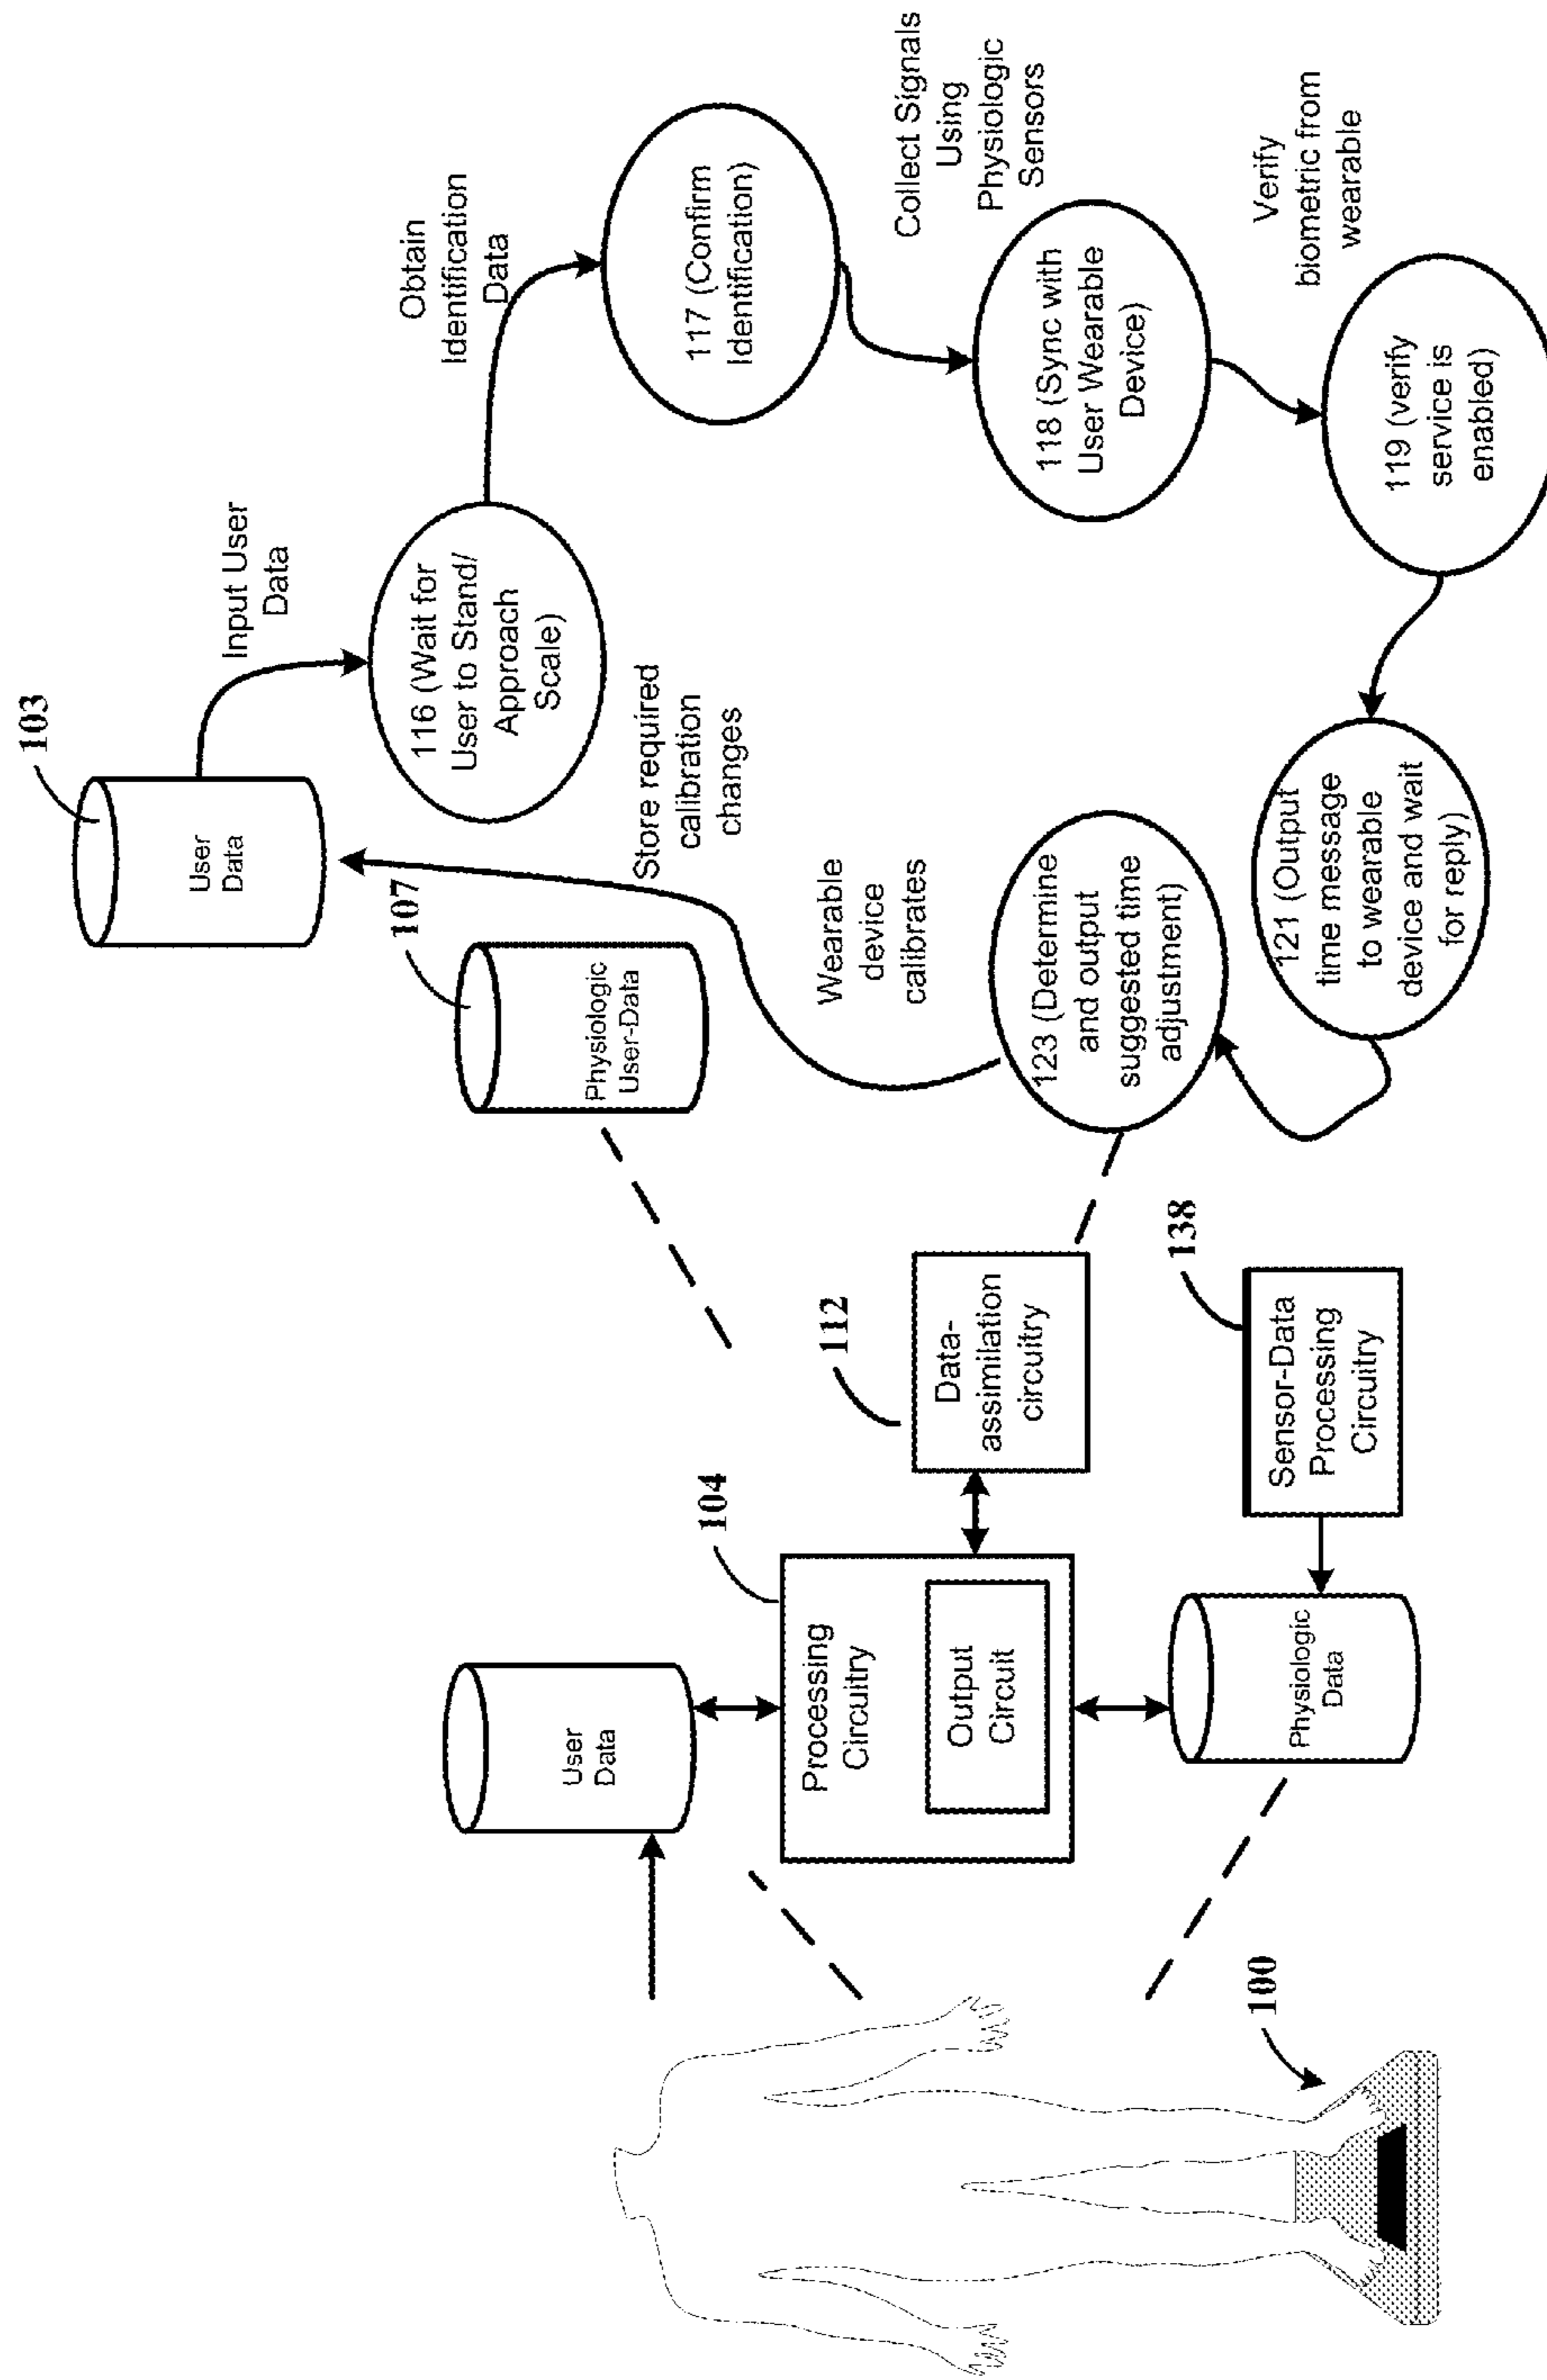 103
User
Data
Input User
Data
116 (Wait for
User to Stand/
Approach
Scale)
Obtain
Identification
Data
117 (Confirm
Identification)
Collect Signals
Using
Physiologic
Sensors
118 (Sync with
User Wearable
Device)
Verify
biometric from
wearable
119 (verify
service is
enabled)
121 (Output
time message
to wearable
device and wait
for reply)
123 (Determine
and output
suggested time
adjustment)
Wearable
device
calibrates
Store required
calibration
changes
107
Physiologic
User-Data
User
Data
104
Processing
Circuitry
Output
Circuit
112
Data-
assimilation
circuitry
138
Sensor-Data
Processing
Circuitry
Physiologic
Data
100